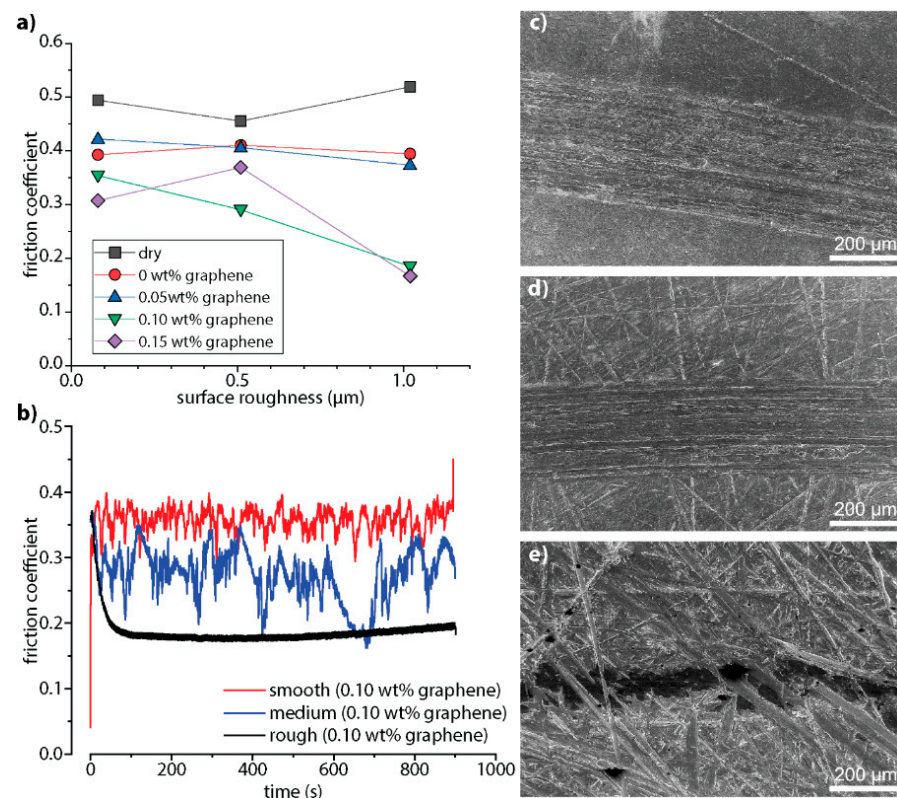 a)
0.6
0.5
0.4
0.3
0.2
0.1
0.0
friction coefficient
dry
0 wt% graphene
0.05wt% graphene
0.10 wt% graphene
0.15 wt% graphene
0.0 0.5 1.0
surface roughness (μm)
b)
0.5
0.4
0.3
0.2
0.1
0.0
friction coefficient
smooth (0.10 wt% graphene)
medium (0.10 wt% graphene)
rough (0.10 wt% graphene)
0 200 400 600 800 1000
time (s)
c)
200 μm
d)
200 μm
e)
200 μm